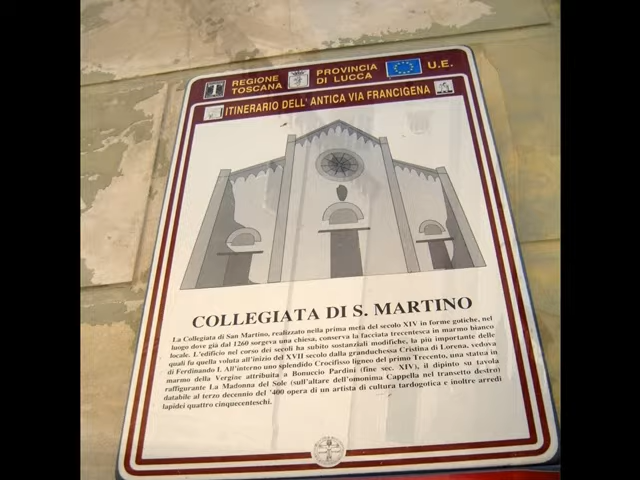 REGIONE TOSCANA
PROVINCIA DI LUCCA
U.E.
ITINERARIO DELL' ANTICA VIA FRANCIGENA
COLLEGIATA DI S. MARTINO
La Collegiata di San Martino, realizzato nella prima meta del secolo XIV in forme gotiche, nel
luogo dove già dal 1260 sorgeva una chiesa, conserva la facciata trecentesca in marmo bianco
locale. L'edificio nel corso dei secoli ha subito sostanziali modifiche, la più importante delle
quali fu quella voluta all'inizio del XVII secolo dalla granduchessa Cristina di Lorena, vedova
di Ferdinando I. All'interno uno splendido Crocifisso ligneo del primo Trecento, una statua in
marmo della Vergine attribuita a Bonuccio Pardini (fine sec. XIV), il dipinto su tavola
raffigurante La Madonna del Sole (sull'altare dell'omonima Cappella nel transetto destro)
databile al terzo decennio del '400 opera di un artista di cultura tardogotica e inoltre arredi
lapidei quattro cinquecenteschi.